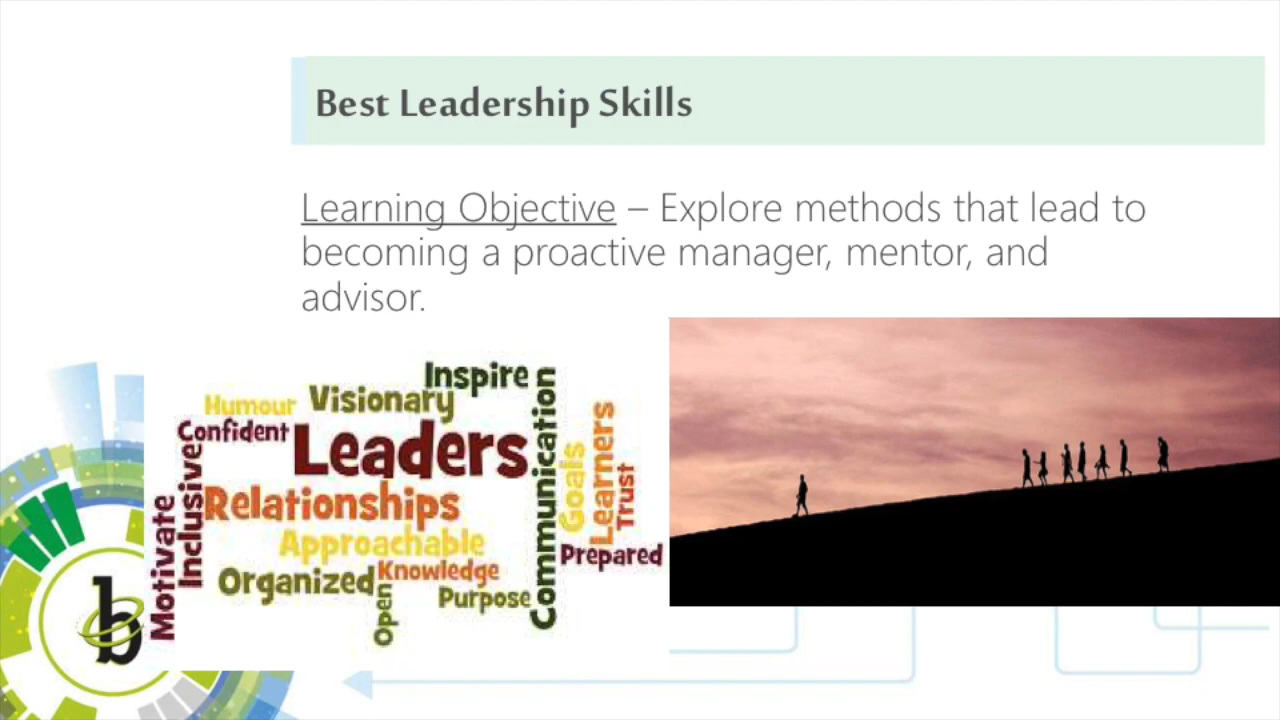 Best Leadership Skills
Learning Objective – Explore methods that lead to
becoming a proactive manager, mentor, and
advisor.
Inspire
Visionary
Humour
Confident
Leaders
Communication
Goals
Learners
Trust
Motivate
Inclusive
Relationships
Approachable
Prepared
Organized
Knowledge
Open
Purpose
b